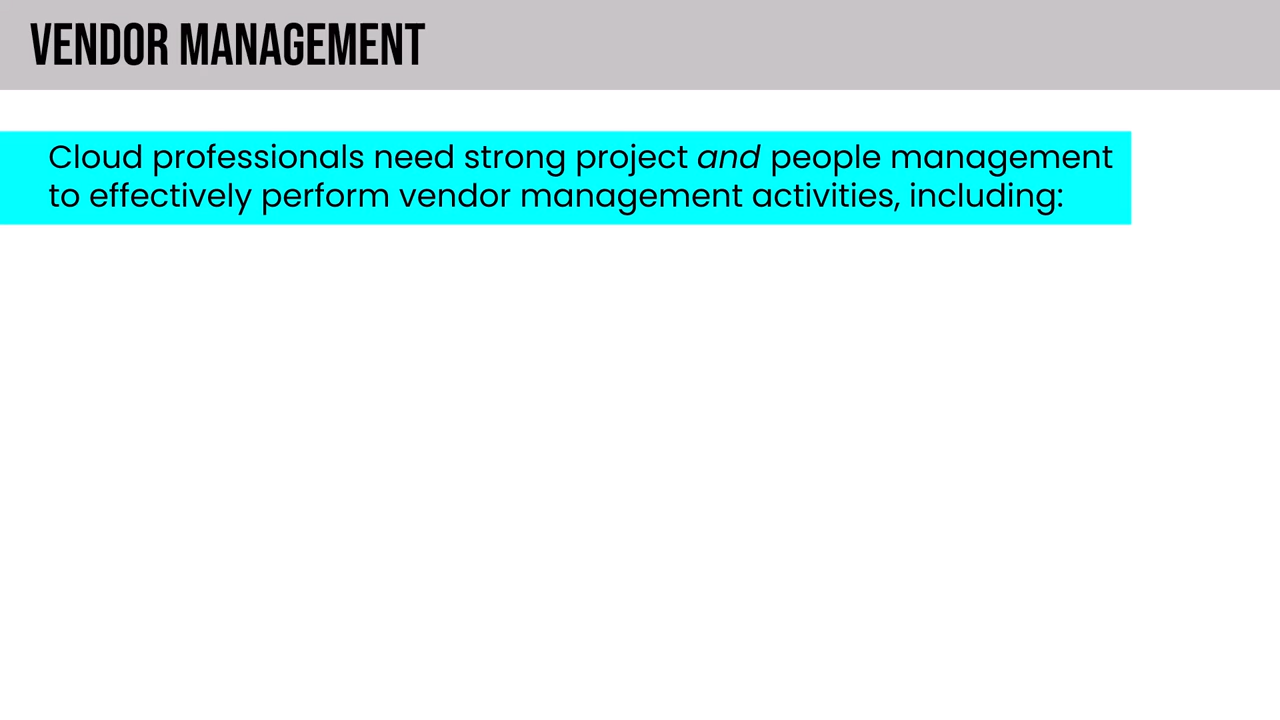 VENDOR MANAGEMENT
Cloud professionals need strong project and people management
to effectively perform vendor management activities, including: